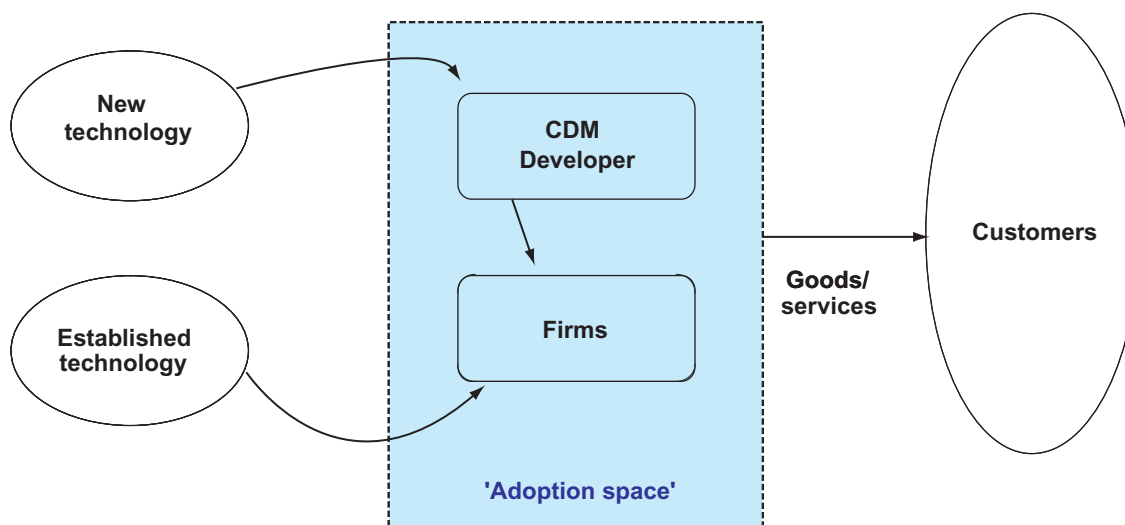 New
technology
CDM
Developer
Customers
Goods/
services
Firms
Established
technology
'Adoption space'